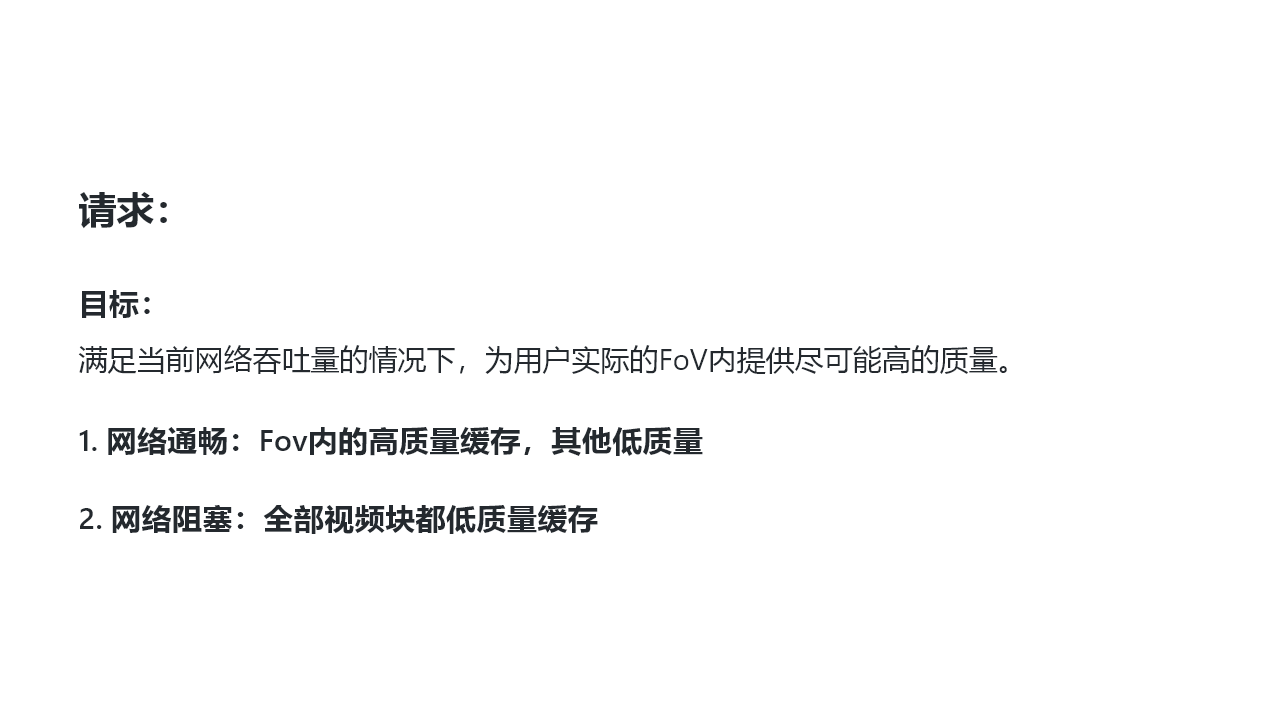 请求：
目标：
满足当前网络吞吐量的情况下，为用户实际的FoV内提供尽可能高的质量。
1. 网络通畅：Fov内的高质量缓存，其他低质量
2. 网络阻塞：全部视频块都低质量缓存